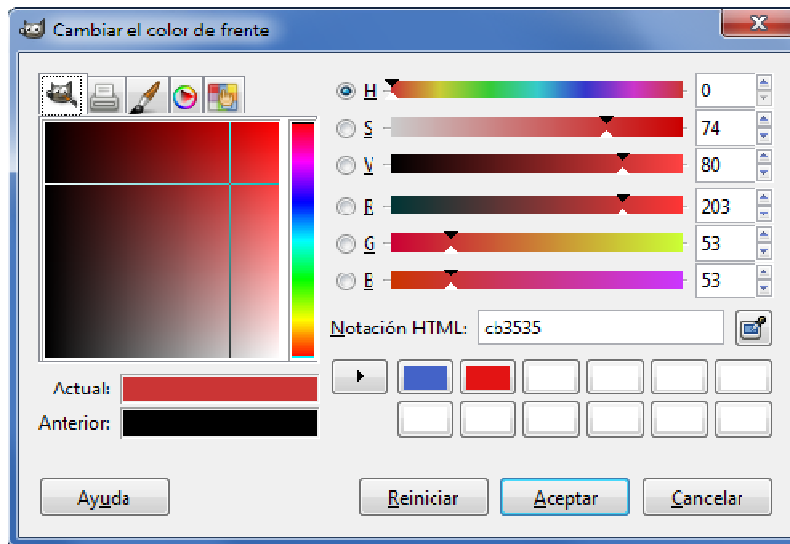 Cambiar el color de frente
H 0
S 74
V 80
R 203
G 53
B 53
Notación HTML: cb3535
Actual:
Anterior:
Ayuda Reiniciar Aceptar Cancelar